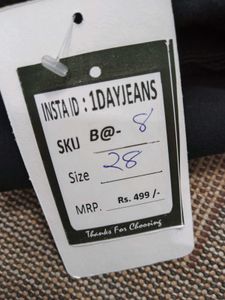 INSTA ID : 1DAYJEANS
SKU B@- 8
Size 28
MRP. Rs. 499 /-
Thanks For Choosing